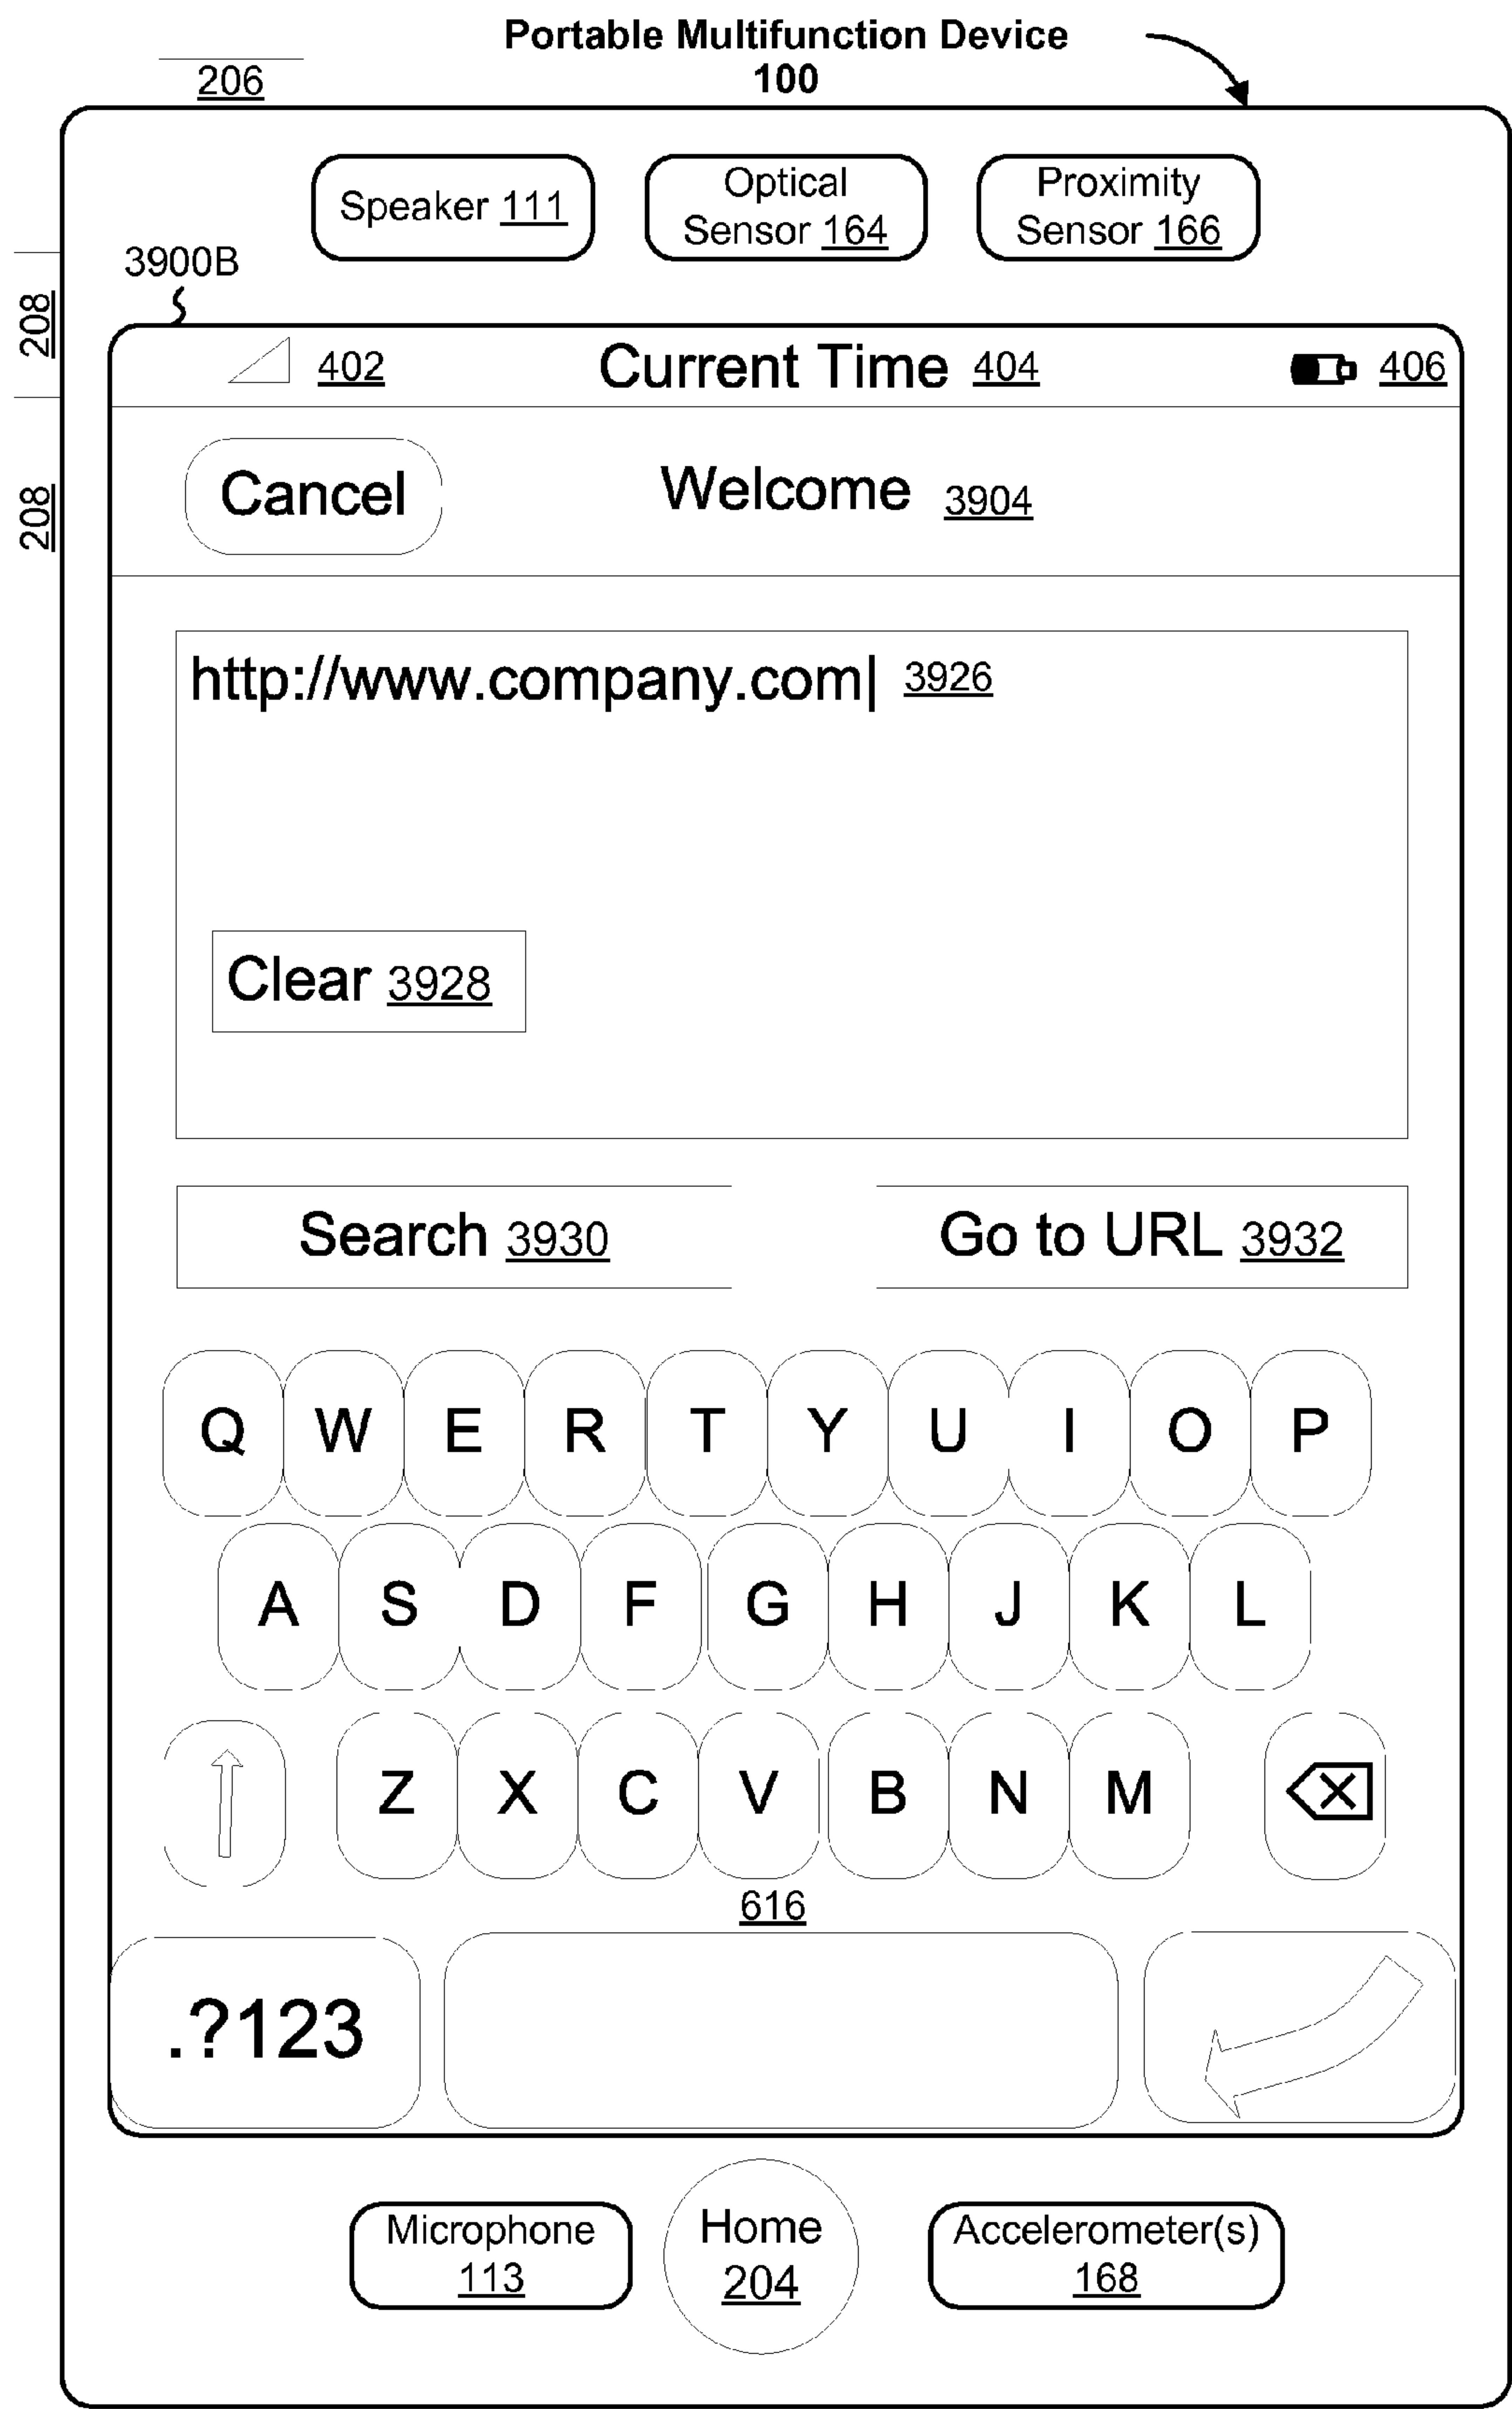 Portable Multifunction Device
100
206
Speaker 111
Optical
Sensor 164
Proximity
Sensor 166
3900B
208
208
402
Current Time 404
406
Cancel
Welcome 3904
http://www.company.com| 3926
Clear 3928
Search 3930
Go to URL 3932
Q W E R T Y U I O P
A S D F G H J K L
Z X C V B N M
616
.?123
Microphone
113
Home
204
Accelerometer(s)
168